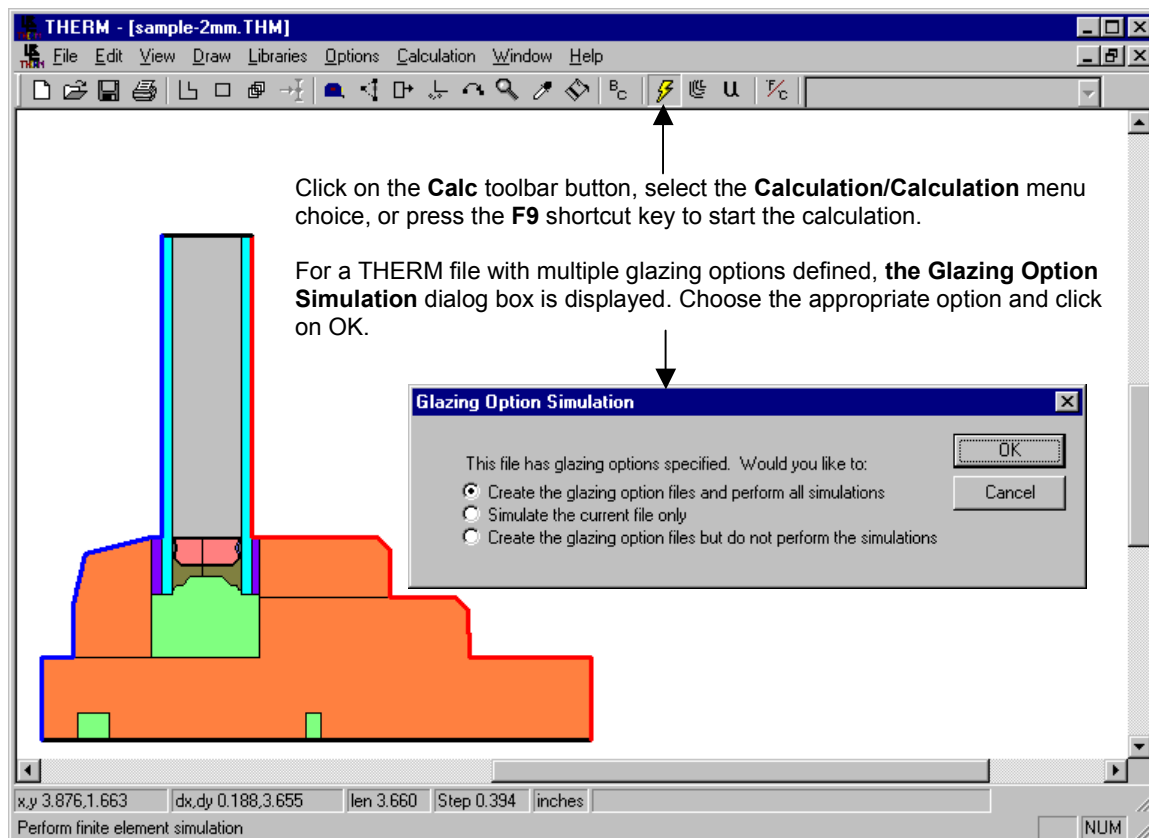 THERM - [sample-2mm.THM]
File Edit View Draw Libraries Options Calculation Window Help
BC U °F/C
Click on the Calc toolbar button, select the Calculation/Calculation menu
choice, or press the F9 shortcut key to start the calculation.
For a THERM file with multiple glazing options defined, the Glazing Option
Simulation dialog box is displayed. Choose the appropriate option and click
on OK.
Glazing Option Simulation
This file has glazing options specified. Would you like to:
Create the glazing option files and perform all simulations
Simulate the current file only
Create the glazing option files but do not perform the simulations
OK
Cancel
x,y 3.876,1.663 dx,dy 0.188,3.655 len 3.660 Step 0.394 inches
Perform finite element simulation NUM